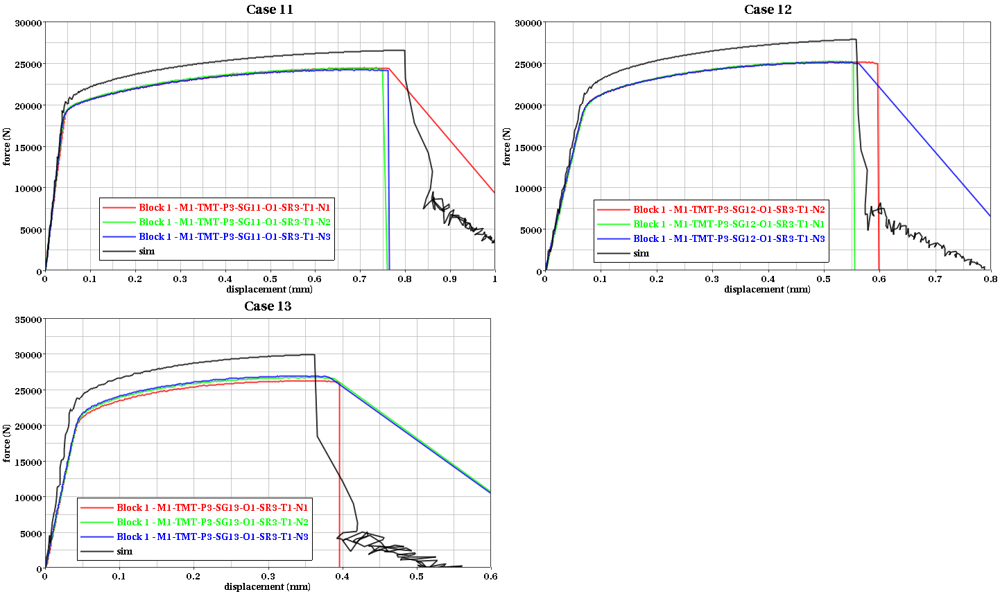 Case 11
30000
25000
20000
15000
10000
5000
0
force (N)
Block 1 - M1-TMT-P3-SG11-O1-SR3-T1-N1
Block 1 - M1-TMT-P3-SG11-O1-SR3-T1-N2
Block 1 - M1-TMT-P3-SG11-O1-SR3-T1-N3
sim
0 0.1 0.2 0.3 0.4 0.5 0.6 0.7 0.8 0.9 1
displacement (mm)
Case 12
30000
25000
20000
15000
10000
5000
0
force (N)
Block 1 - M1-TMT-P3-SG12-O1-SR3-T1-N2
Block 1 - M1-TMT-P3-SG12-O1-SR3-T1-N1
Block 1 - M1-TMT-P3-SG12-O1-SR3-T1-N3
sim
0 0.1 0.2 0.3 0.4 0.5 0.6 0.7 0.8
displacement (mm)
Case 13
35000
30000
25000
20000
15000
10000
5000
0
force (N)
Block 1 - M1-TMT-P3-SG13-O1-SR3-T1-N1
Block 1 - M1-TMT-P3-SG13-O1-SR3-T1-N2
Block 1 - M1-TMT-P3-SG13-O1-SR3-T1-N3
sim
0 0.1 0.2 0.3 0.4 0.5 0.6
displacement (mm)